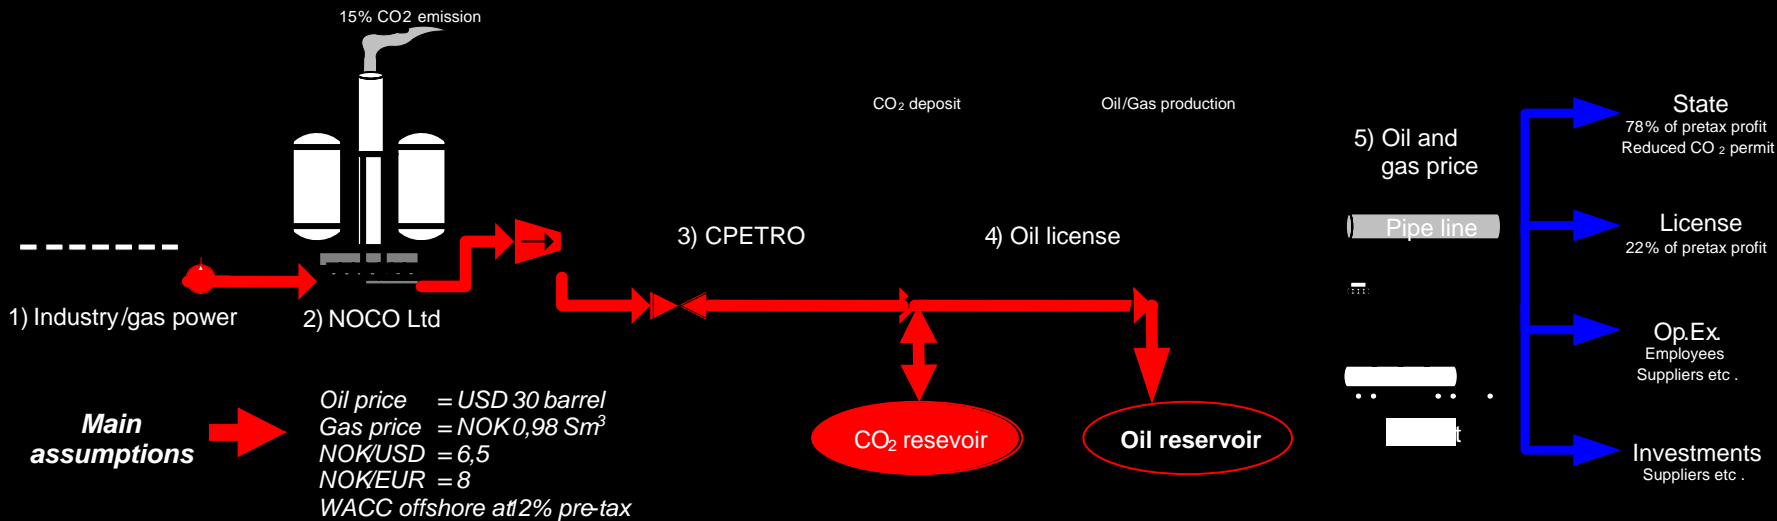 15% CO2 emission
CO2 deposit
Oil/Gas production
State
78% of pretax profit
Reduced CO2 permit
5) Oil and
gas price
License
22% of pretax profit
Pipe line
3) CPETRO
4) Oil license
1) Industry/gas power
2) NOCO Ltd
Op.Ex.
Employees
Suppliers etc.
Main
assumptions
Oil price = USD 30 barrel
Gas price = NOK 0,98 Sm³
NOK/USD = 6,5
NOK/EUR = 8
WACC offshore at 12% pre-tax
CO2 resevoir
Oil reservoir
Investments
Suppliers etc.